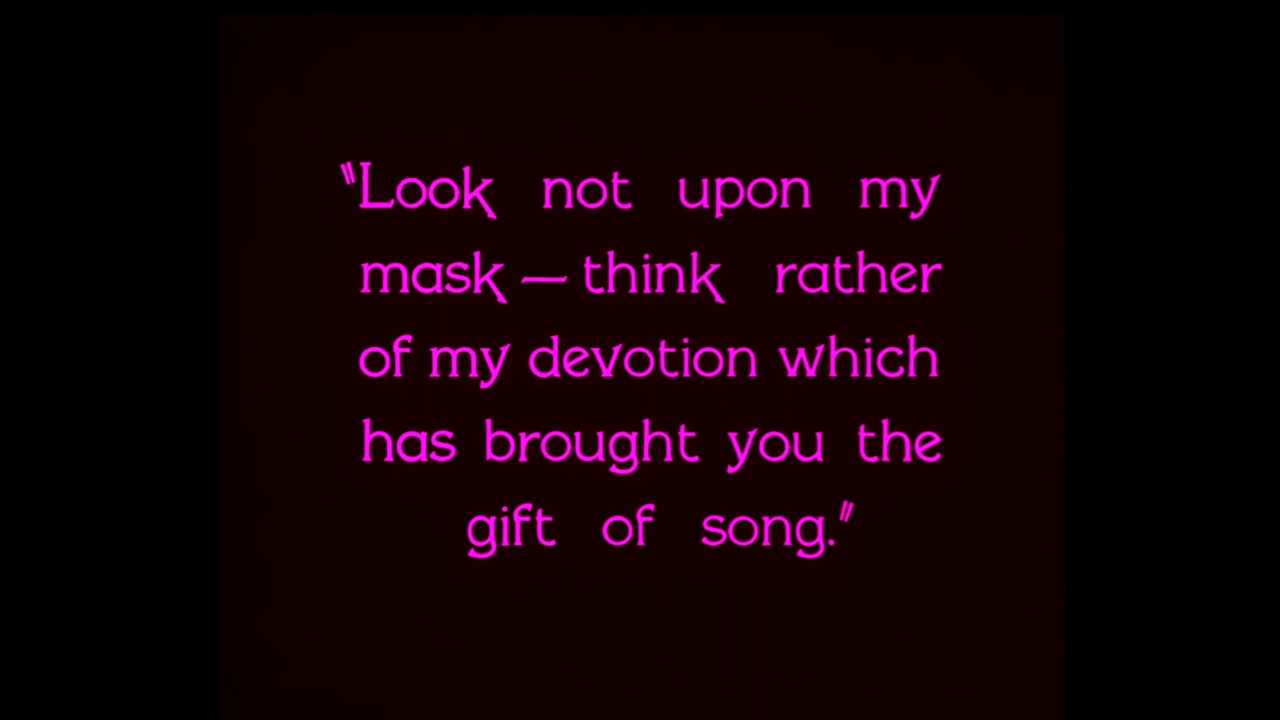 "Look not upon my
mask — think rather
of my devotion which
has brought you the
gift of song."